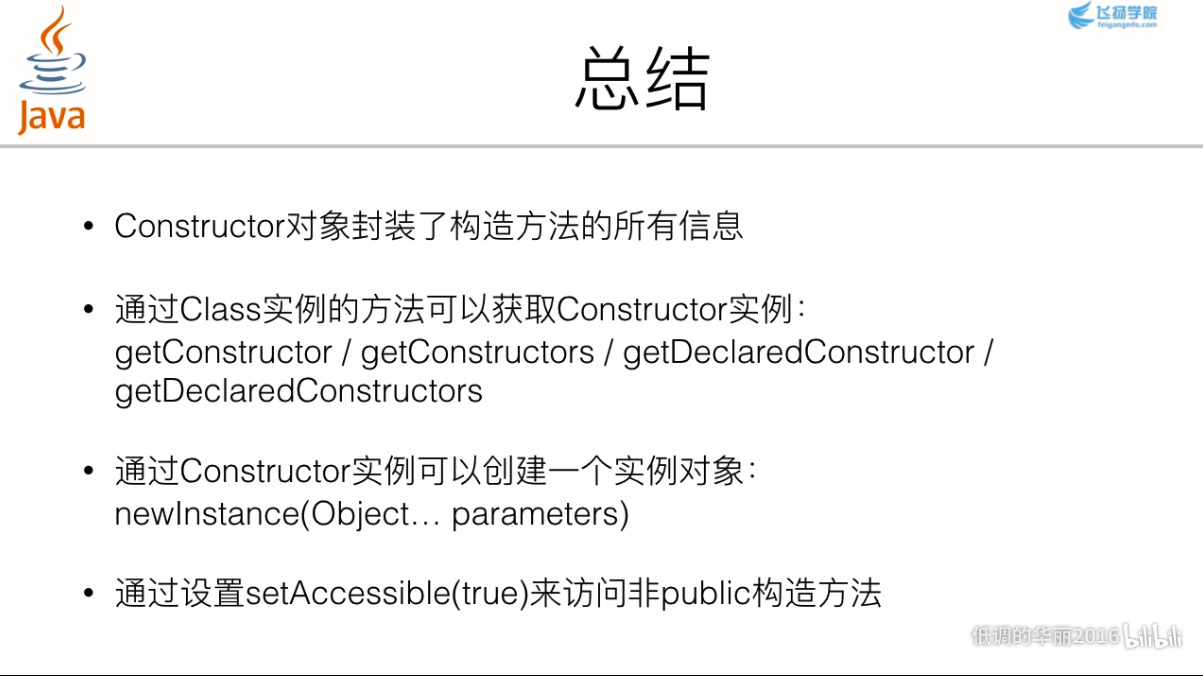 Java
飞扬学院
feiyangedu.com
总结
• Constructor对象封装了构造方法的所有信息
• 通过Class实例的方法可以获取Constructor实例：
getConstructor / getConstructors / getDeclaredConstructor /
getDeclaredConstructors
• 通过Constructor实例可以创建一个实例对象：
newInstance(Object… parameters)
• 通过设置setAccessible(true)来访问非public构造方法
低调的华丽2016 bilibili